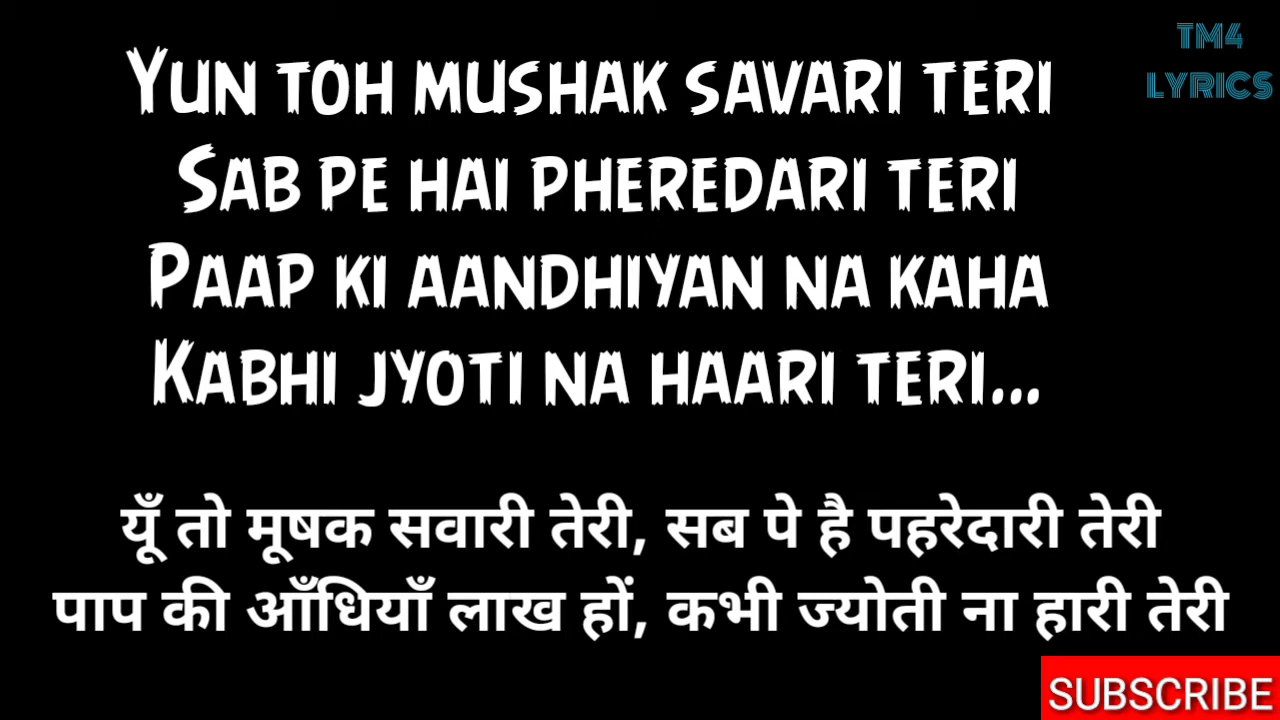 Yun toh mushak savari teri
TM4
LYRICS
Sab pe hai pheredari teri
Paap ki aandhiyan na kaha
Kabhi jyoti na haari teri...
यूँ तो मूषक सवारी तेरी, सब पे है पहरेदारी तेरी
पाप की आँधियाँ लाख हों, कभी ज्योती ना हारी तेरी
SUBSCRIBE